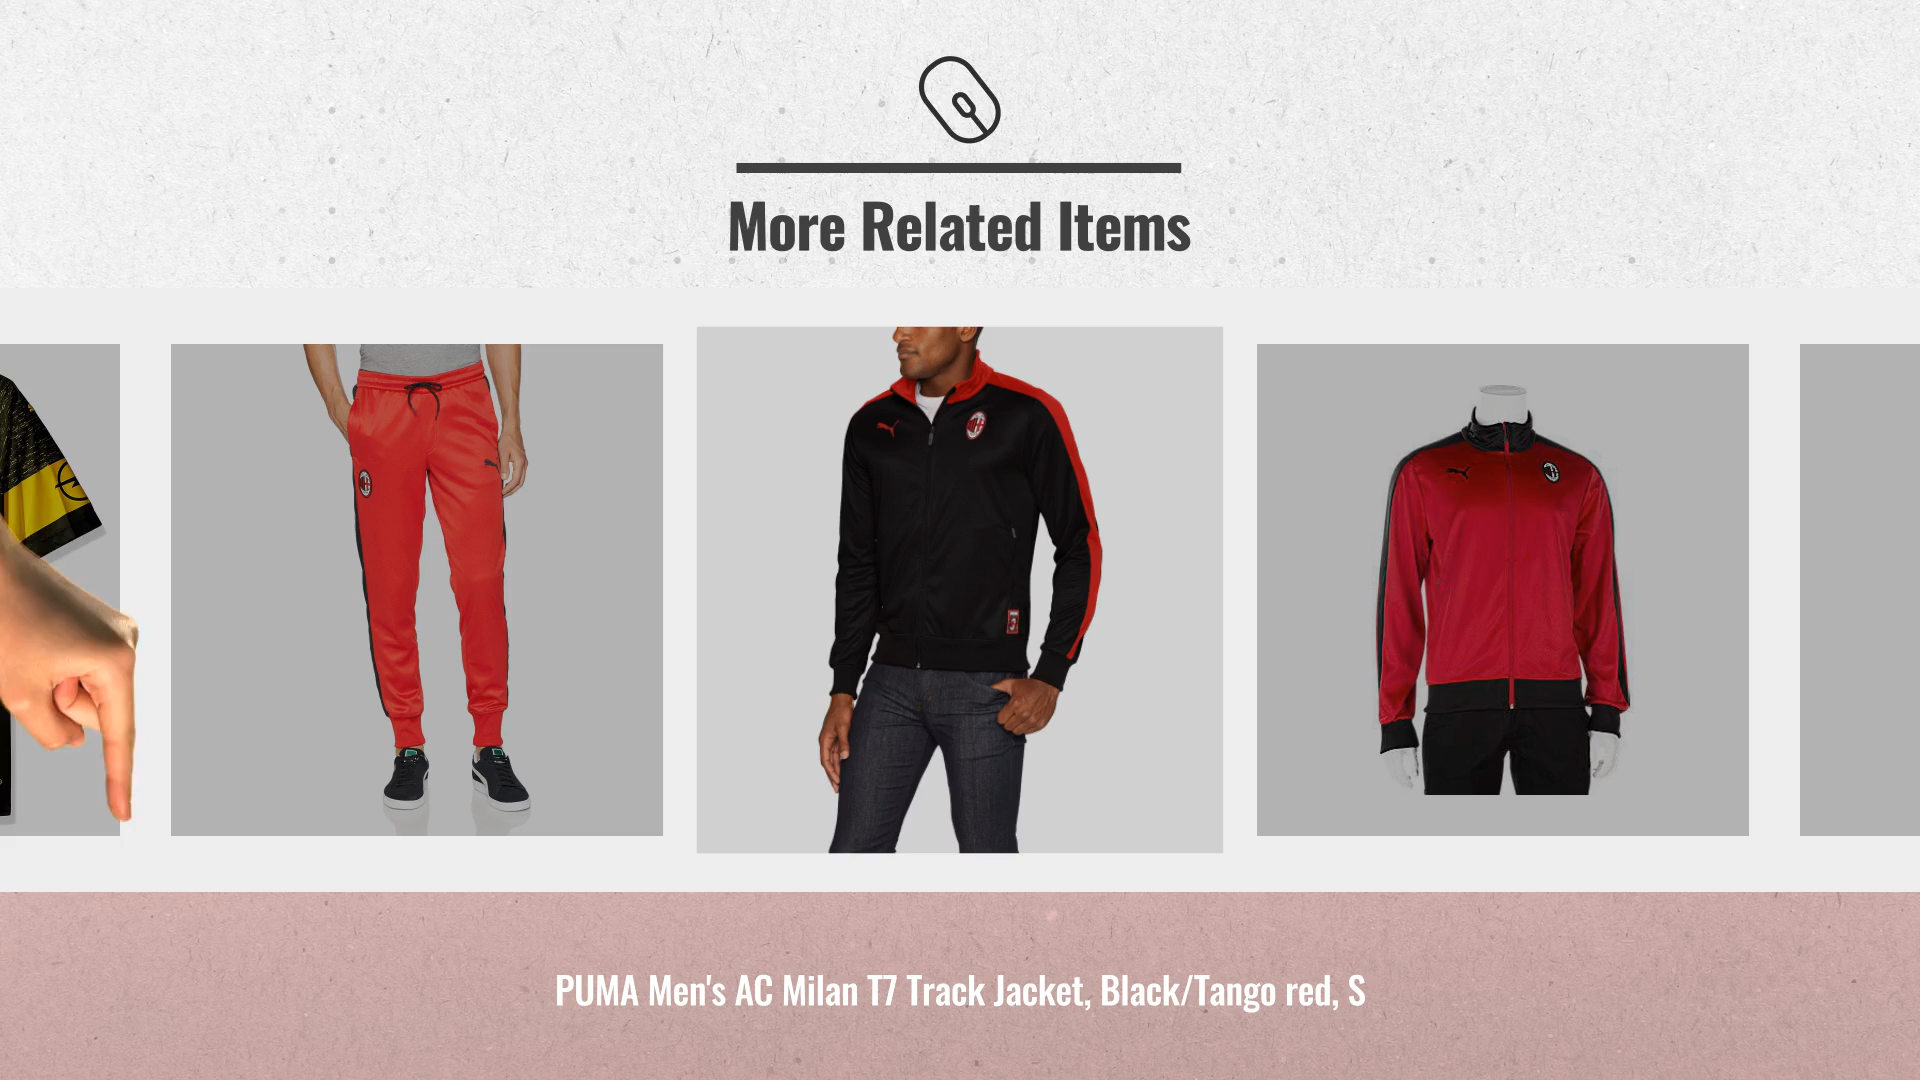 More Related Items
PUMA Men's AC Milan T7 Track Jacket, Black/Tango red, S